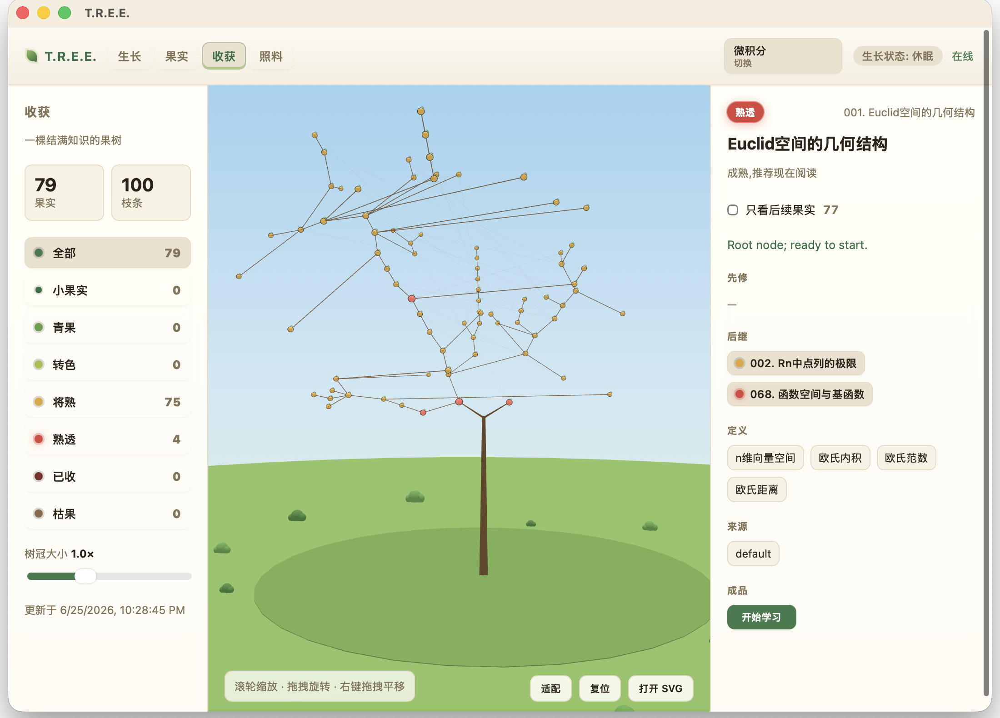 T.R.E.E.
T.R.E.E.
生长
果实
收获
照料
微积分
切换
生长状态: 休眠
在线
收获
一棵结满知识的果树
79
果实
100
枝条
全部 79
小果实 0
青果 0
转色 0
将熟 75
熟透 4
已收 0
枯果 0
树冠大小 1.0×
更新于 6/25/2026, 10:28:45 PM
滚轮缩放 · 拖拽旋转 · 右键拖拽平移
适配
复位
打开 SVG
熟透
001. Euclid空间的几何结构
Euclid空间的几何结构
成熟,推荐现在阅读
只看后续果实 77
Root node; ready to start.
先修
—
后继
002. Rn中点列的极限
068. 函数空间与基函数
定义
n维向量空间
欧氏内积
欧氏范数
欧氏距离
来源
default
成品
开始学习